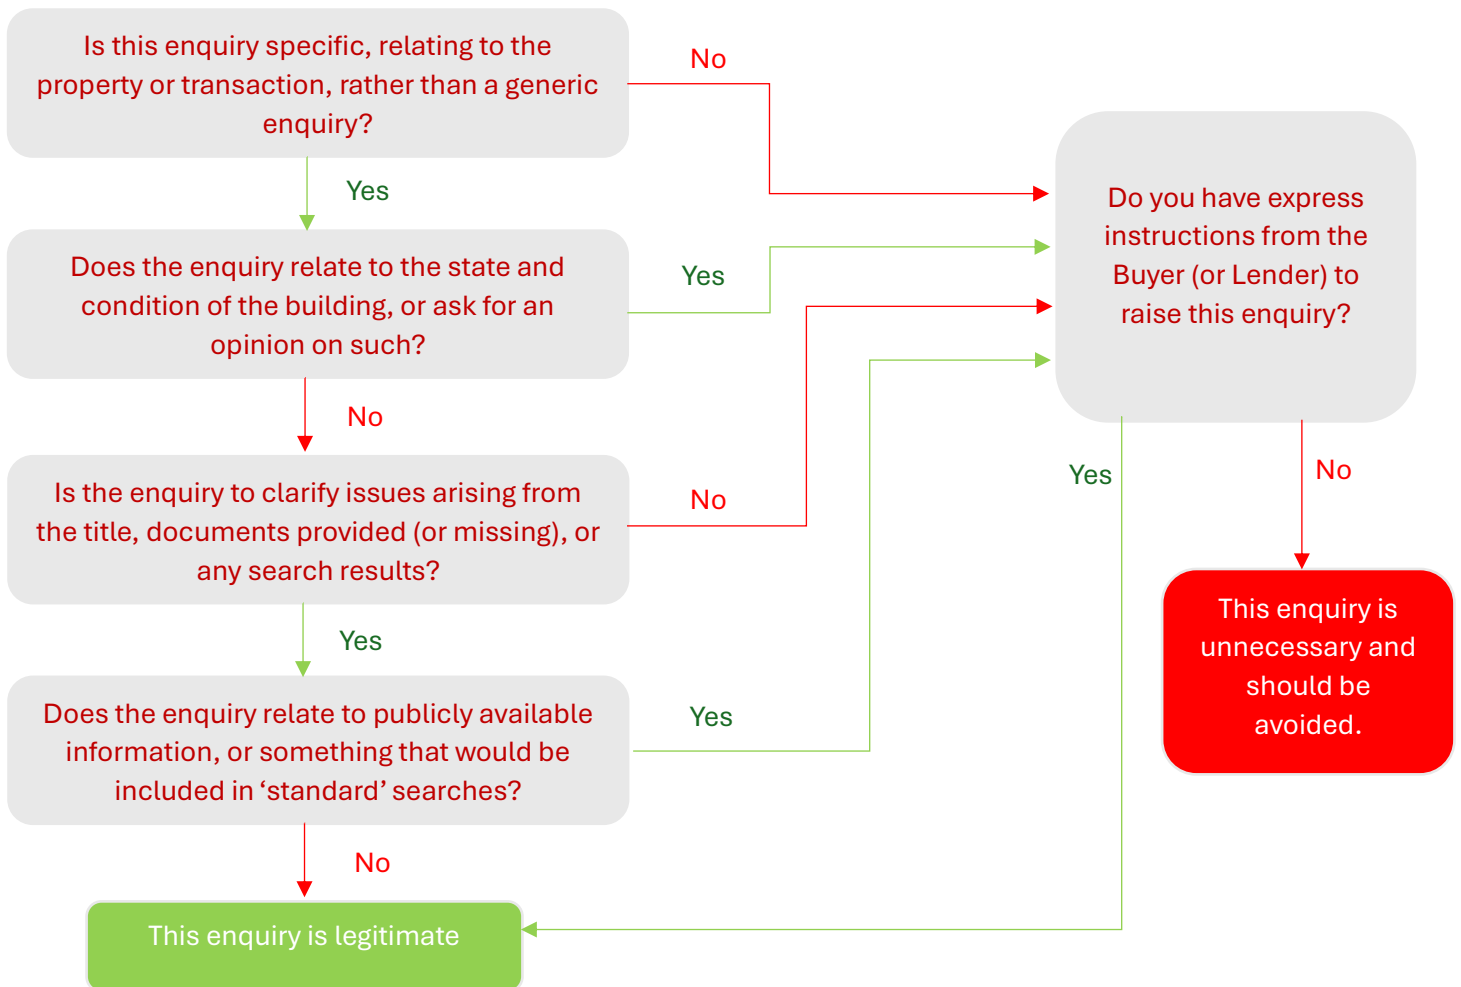 Is this enquiry specific, relating to the
property or transaction, rather than a generic
enquiry?
No
Yes
Does the enquiry relate to the state and
condition of the building, or ask for an
opinion on such?
Yes
No
Is the enquiry to clarify issues arising from
the title, documents provided (or missing), or
any search results?
No
Yes
Does the enquiry relate to publicly available
information, or something that would be
included in ‘standard’ searches?
Yes
No
This enquiry is legitimate
Do you have express
instructions from the
Buyer (or Lender) to
raise this enquiry?
Yes
No
This enquiry is
unnecessary and
should be
avoided.